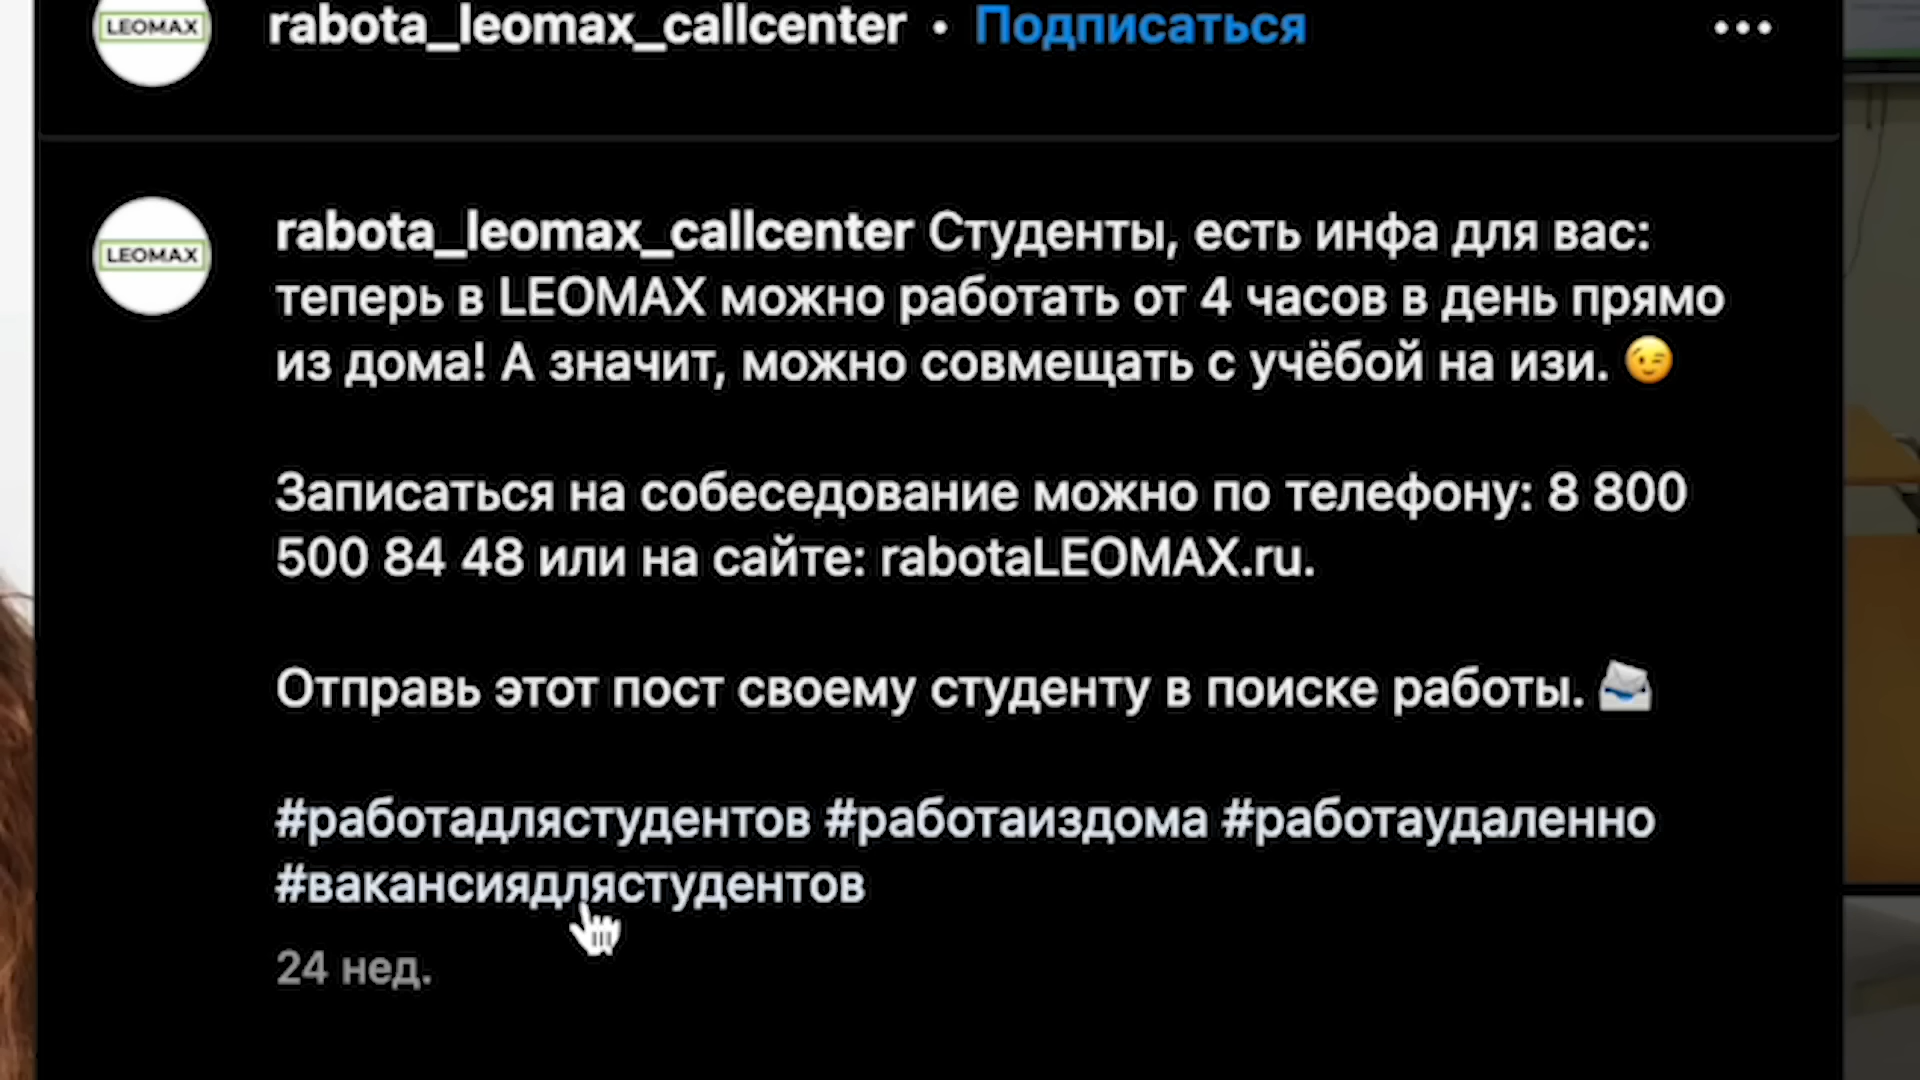 LEOMAX
rabota_leomax_callcenter • Подписаться
LEOMAX
rabota_leomax_callcenter Студенты, есть инфа для вас:
теперь в LEOMAX можно работать от 4 часов в день прямо
из дома! А значит, можно совмещать с учёбой на изи. 😉
Записаться на собеседование можно по телефону: 8 800
500 84 48 или на сайте: rabotaLEOMAX.ru.
Отправь этот пост своему студенту в поиске работы. 📨
#работадлястудентов #работаиздома #работаудаленно
#вакансиядлястудентов
24 нед.